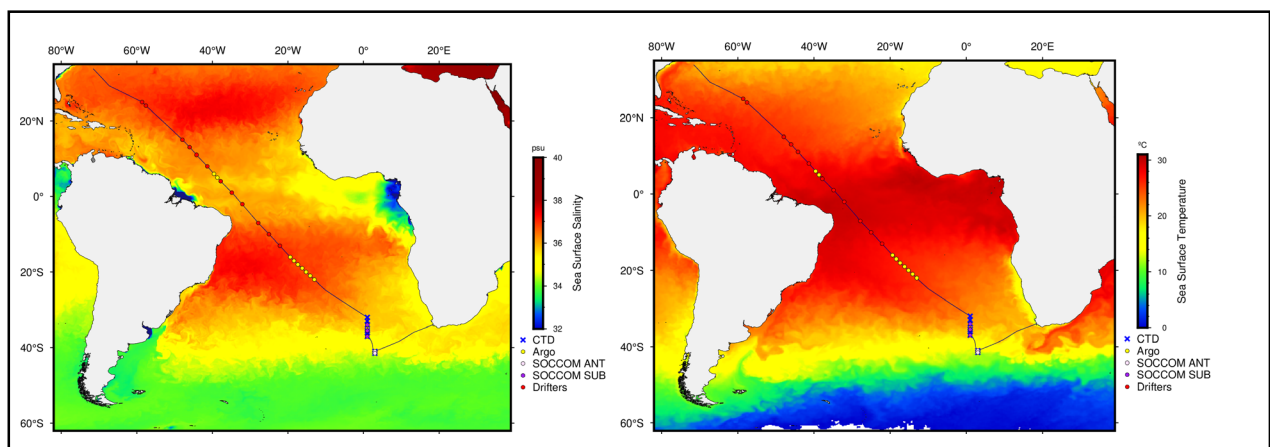 80°W 60°W 40°W 20°W 0° 20°E
20°N
0°
20°S
40°S
60°S
psu
40
38
36
34
32
Sea Surface Salinity
CTD
Argo
SOCCOM ANT
SOCCOM SUB
Drifters
80°W 60°W 40°W 20°W 0° 20°E
20°N
0°
20°S
40°S
60°S
ºC
30
20
10
0
Sea Surface Temperature
CTD
Argo
SOCCOM ANT
SOCCOM SUB
Drifters